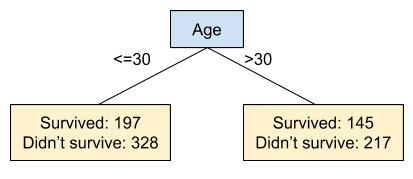 Age
<=30
>30
Survived: 197
Didn't survive: 328
Survived: 145
Didn't survive: 217